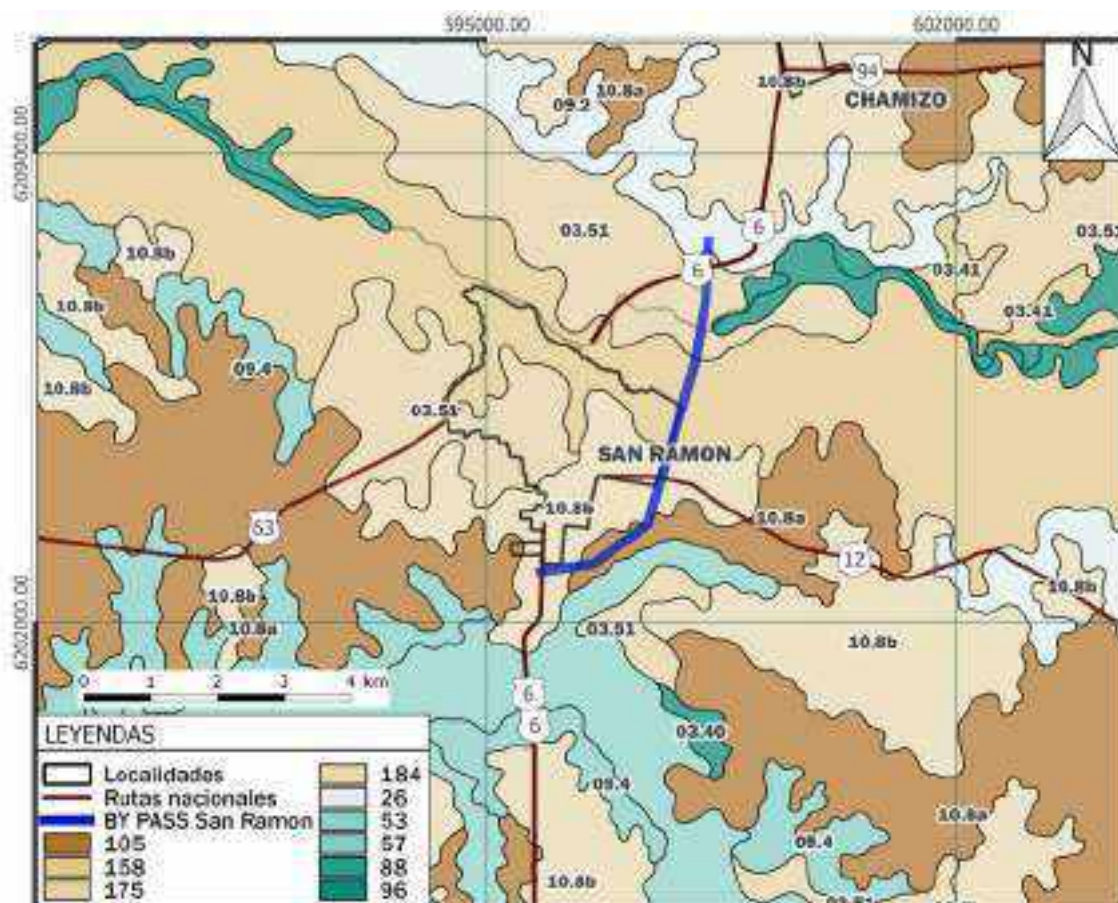 595000.00 602000.00
N
94
10.8b
CHAMIZO
10.8a
09.2
6209000.00
03.51
6
10.8b
6
03.41
10.8b
03.41
09.4
10.8b
03.51
SAN RAMON
10.8b
10.8a
63
12
10.8b
10.8b
10.8a
03.51
10.8b
6202000.00
0 1 2 3 4 km
6
6
03.40
09.4
10.8a
09.4
10.8b
LEYENDAS
Localidades
Rutas nacionales
BY PASS San Ramon
105
158
175
184
26
53
57
88
96